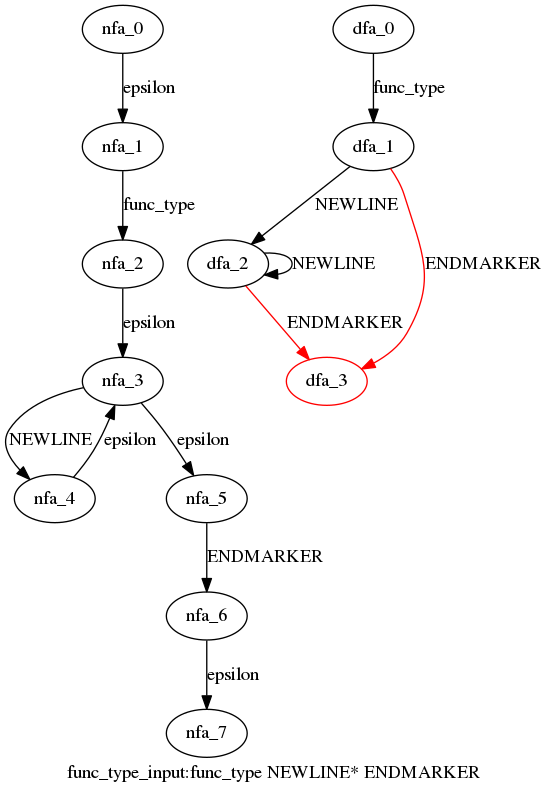 nfa_0
dfa_0
epsilon
func_type
nfa_1
dfa_1
func_type
NEWLINE
nfa_2
dfa_2
NEWLINE
ENDMARKER
epsilon
ENDMARKER
nfa_3
dfa_3
NEWLINE
epsilon
epsilon
nfa_4
nfa_5
ENDMARKER
nfa_6
epsilon
nfa_7
func_type_input:func_type NEWLINE* ENDMARKER